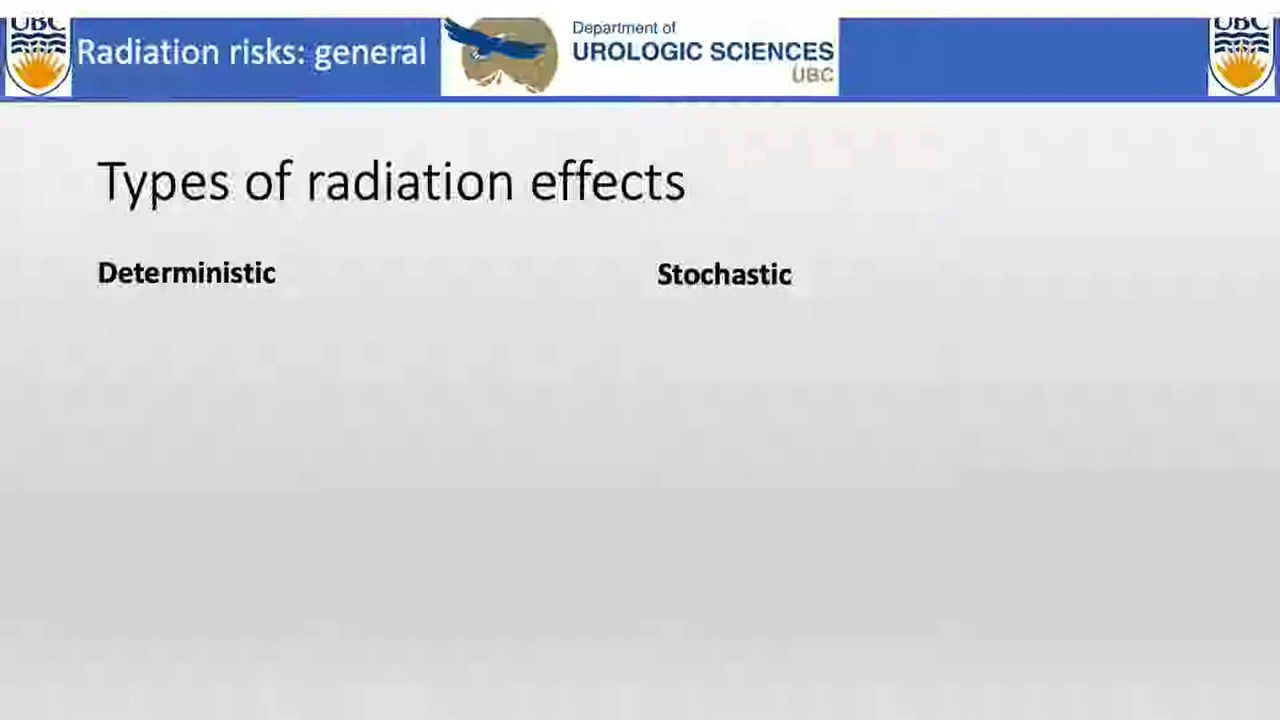 UBC
Radiation risks: general
Department of
UROLOGIC SCIENCES
UBC
UBC
Types of radiation effects
Deterministic
Stochastic